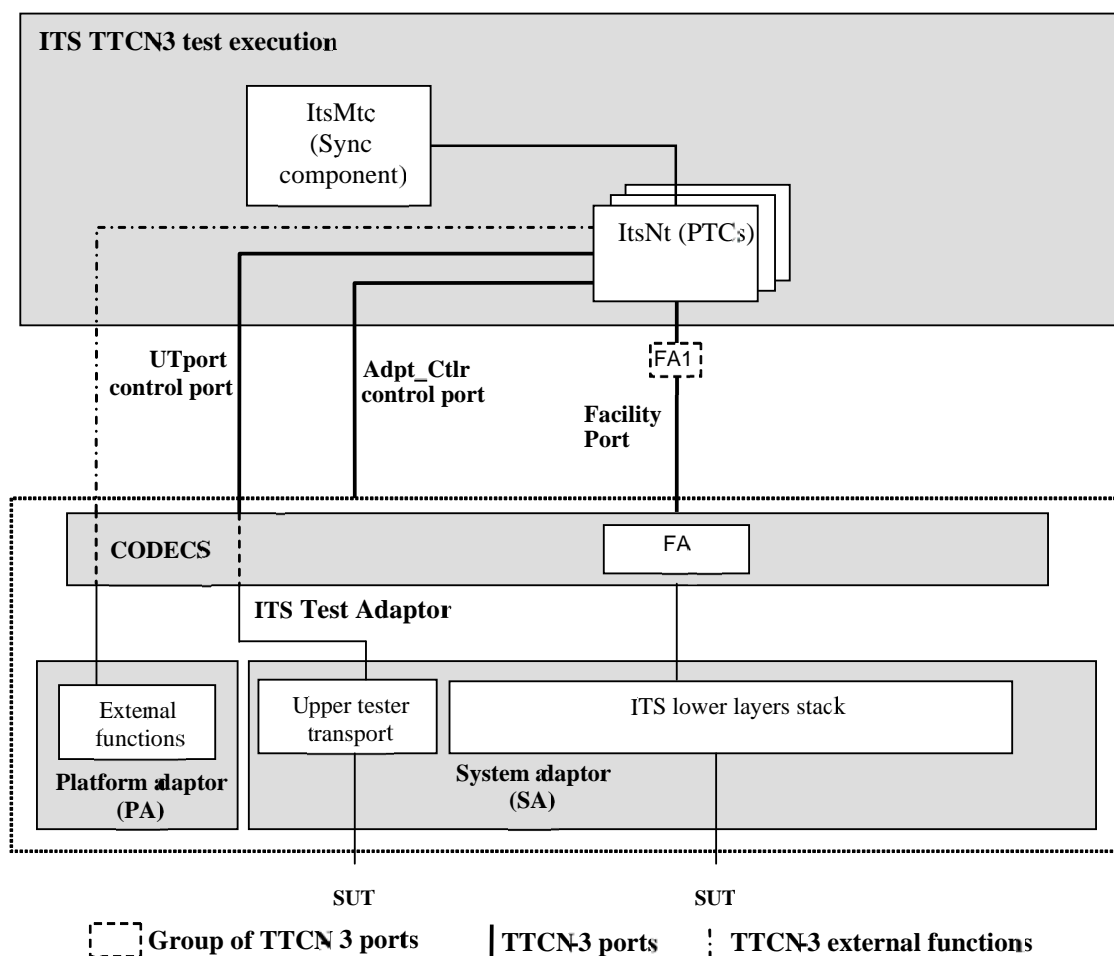 ITS TTCN3 test execution
ItsMtc
(Sync
component)
ItsNt (PTCs)
UTport
control port
Adpt_Ctlr
control port
FA1
Facility
Port
CODECS
FA
ITS Test Adaptor
External
functions
Upper tester
transport
ITS lower layers stack
Platform adaptor
(PA)
System adaptor
(SA)
SUT
SUT
Group of TTCN 3 ports
TTCN-3 ports
TTCN-3 external functions